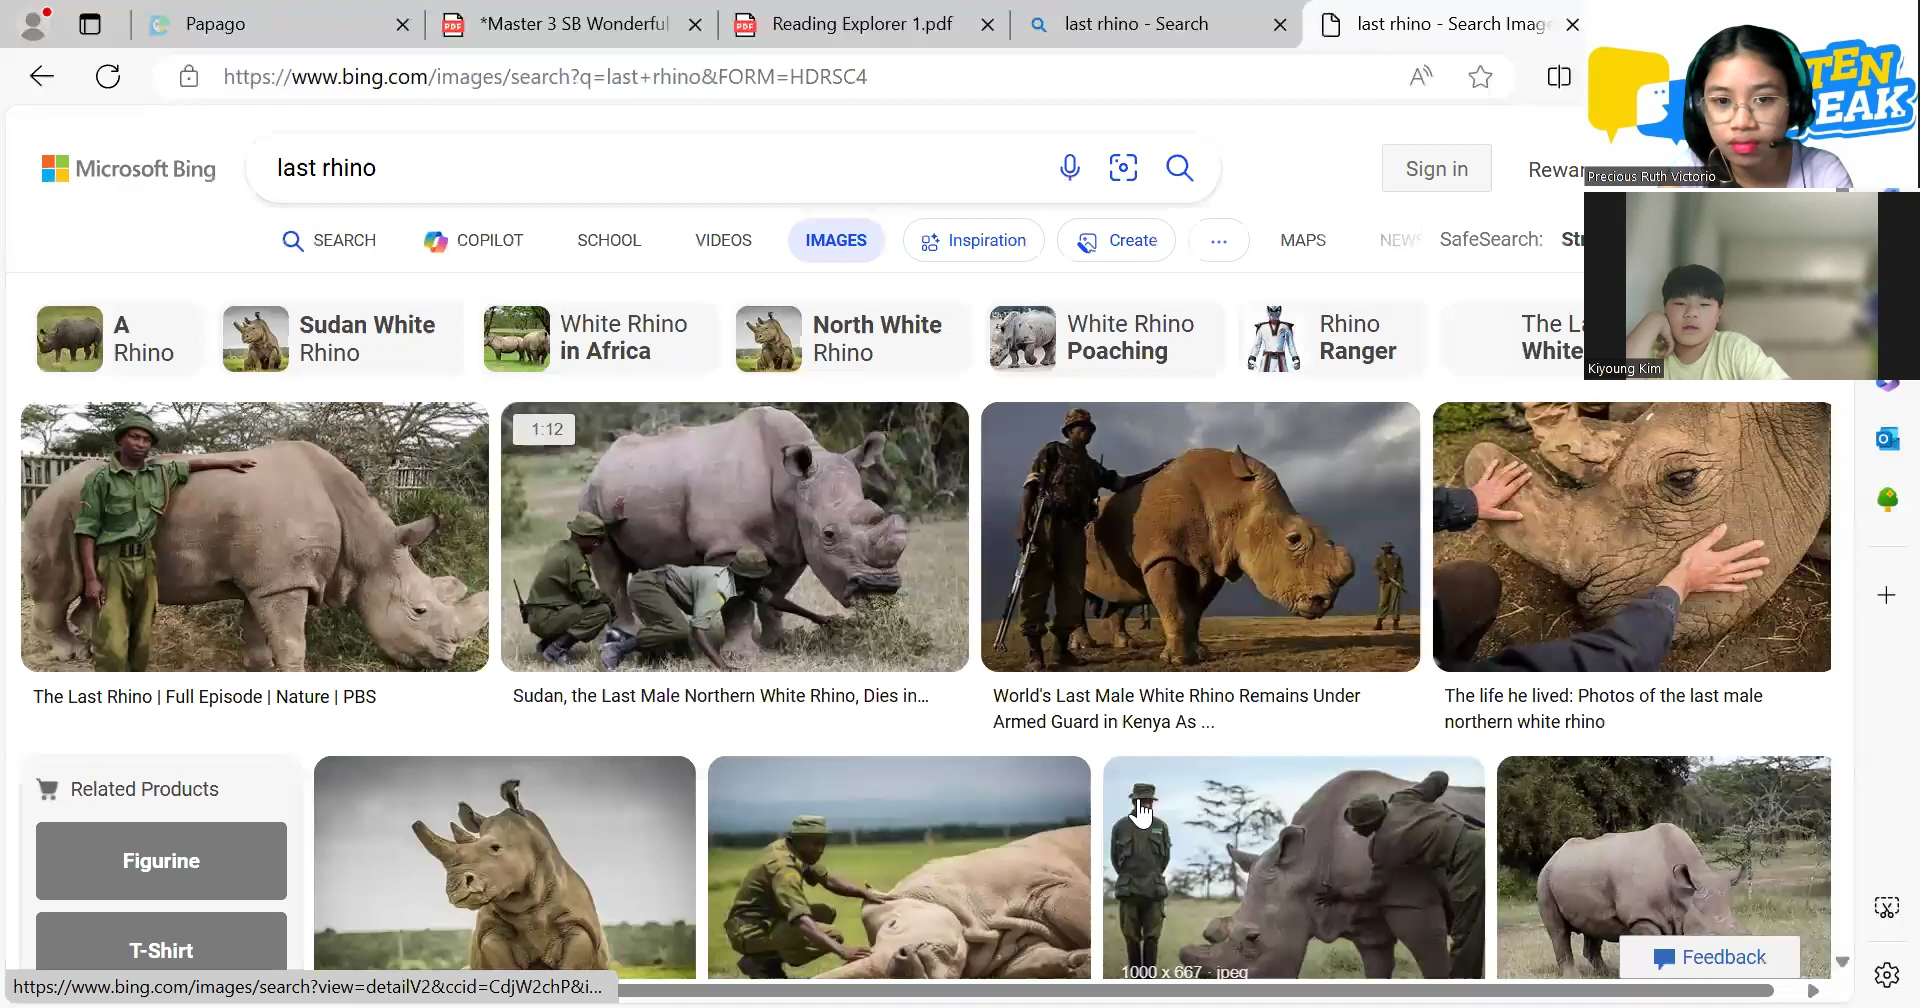 Papago
*Master 3 SB Wonderful
Reading Explorer 1.pdf
last rhino - Search
last rhino - Search Imag
https://www.bing.com/images/search?q=last+rhino&FORM=HDRSC4
TEN
EAK
Precious Ruth Victorio
Microsoft Bing
last rhino
Sign in
Rewar
SEARCH
COPILOT
SCHOOL
VIDEOS
IMAGES
Inspiration
Create
...
MAPS
NEWS
SafeSearch:
Kiyoung Kim
A
Rhino
Sudan White
Rhino
White Rhino
in Africa
North White
Rhino
White Rhino
Poaching
Rhino
Ranger
The La
White
1:12
The Last Rhino | Full Episode | Nature | PBS
Sudan, the Last Male Northern White Rhino, Dies in...
World's Last Male White Rhino Remains Under
Armed Guard in Kenya As ...
The life he lived: Photos of the last male
northern white rhino
Related Products
Figurine
T-Shirt
1000 x 667 · jpeg
Feedback
https://www.bing.com/images/search?view=detailV2&ccid=CdjW2chP&i...